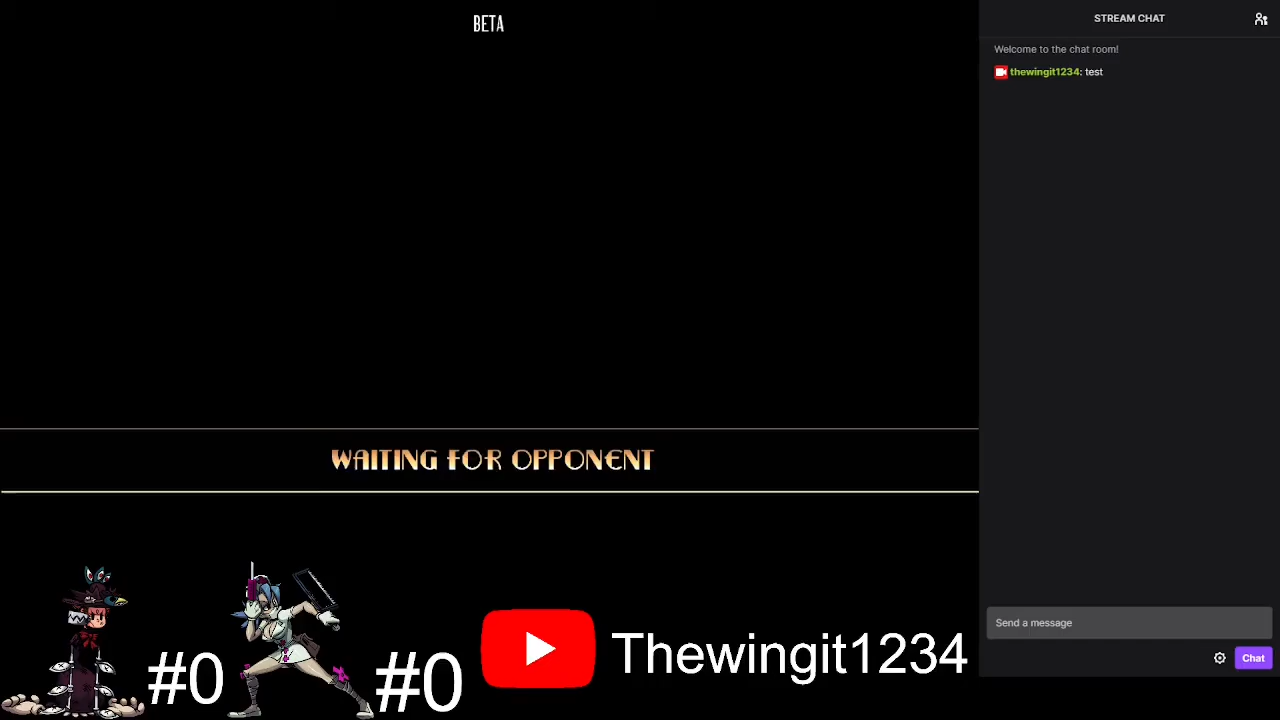 BETA
WAITING FOR OPPONENT
#0
#0
Thewingit1234
STREAM CHAT
Welcome to the chat room!
thewingit1234: test
Send a message
Chat